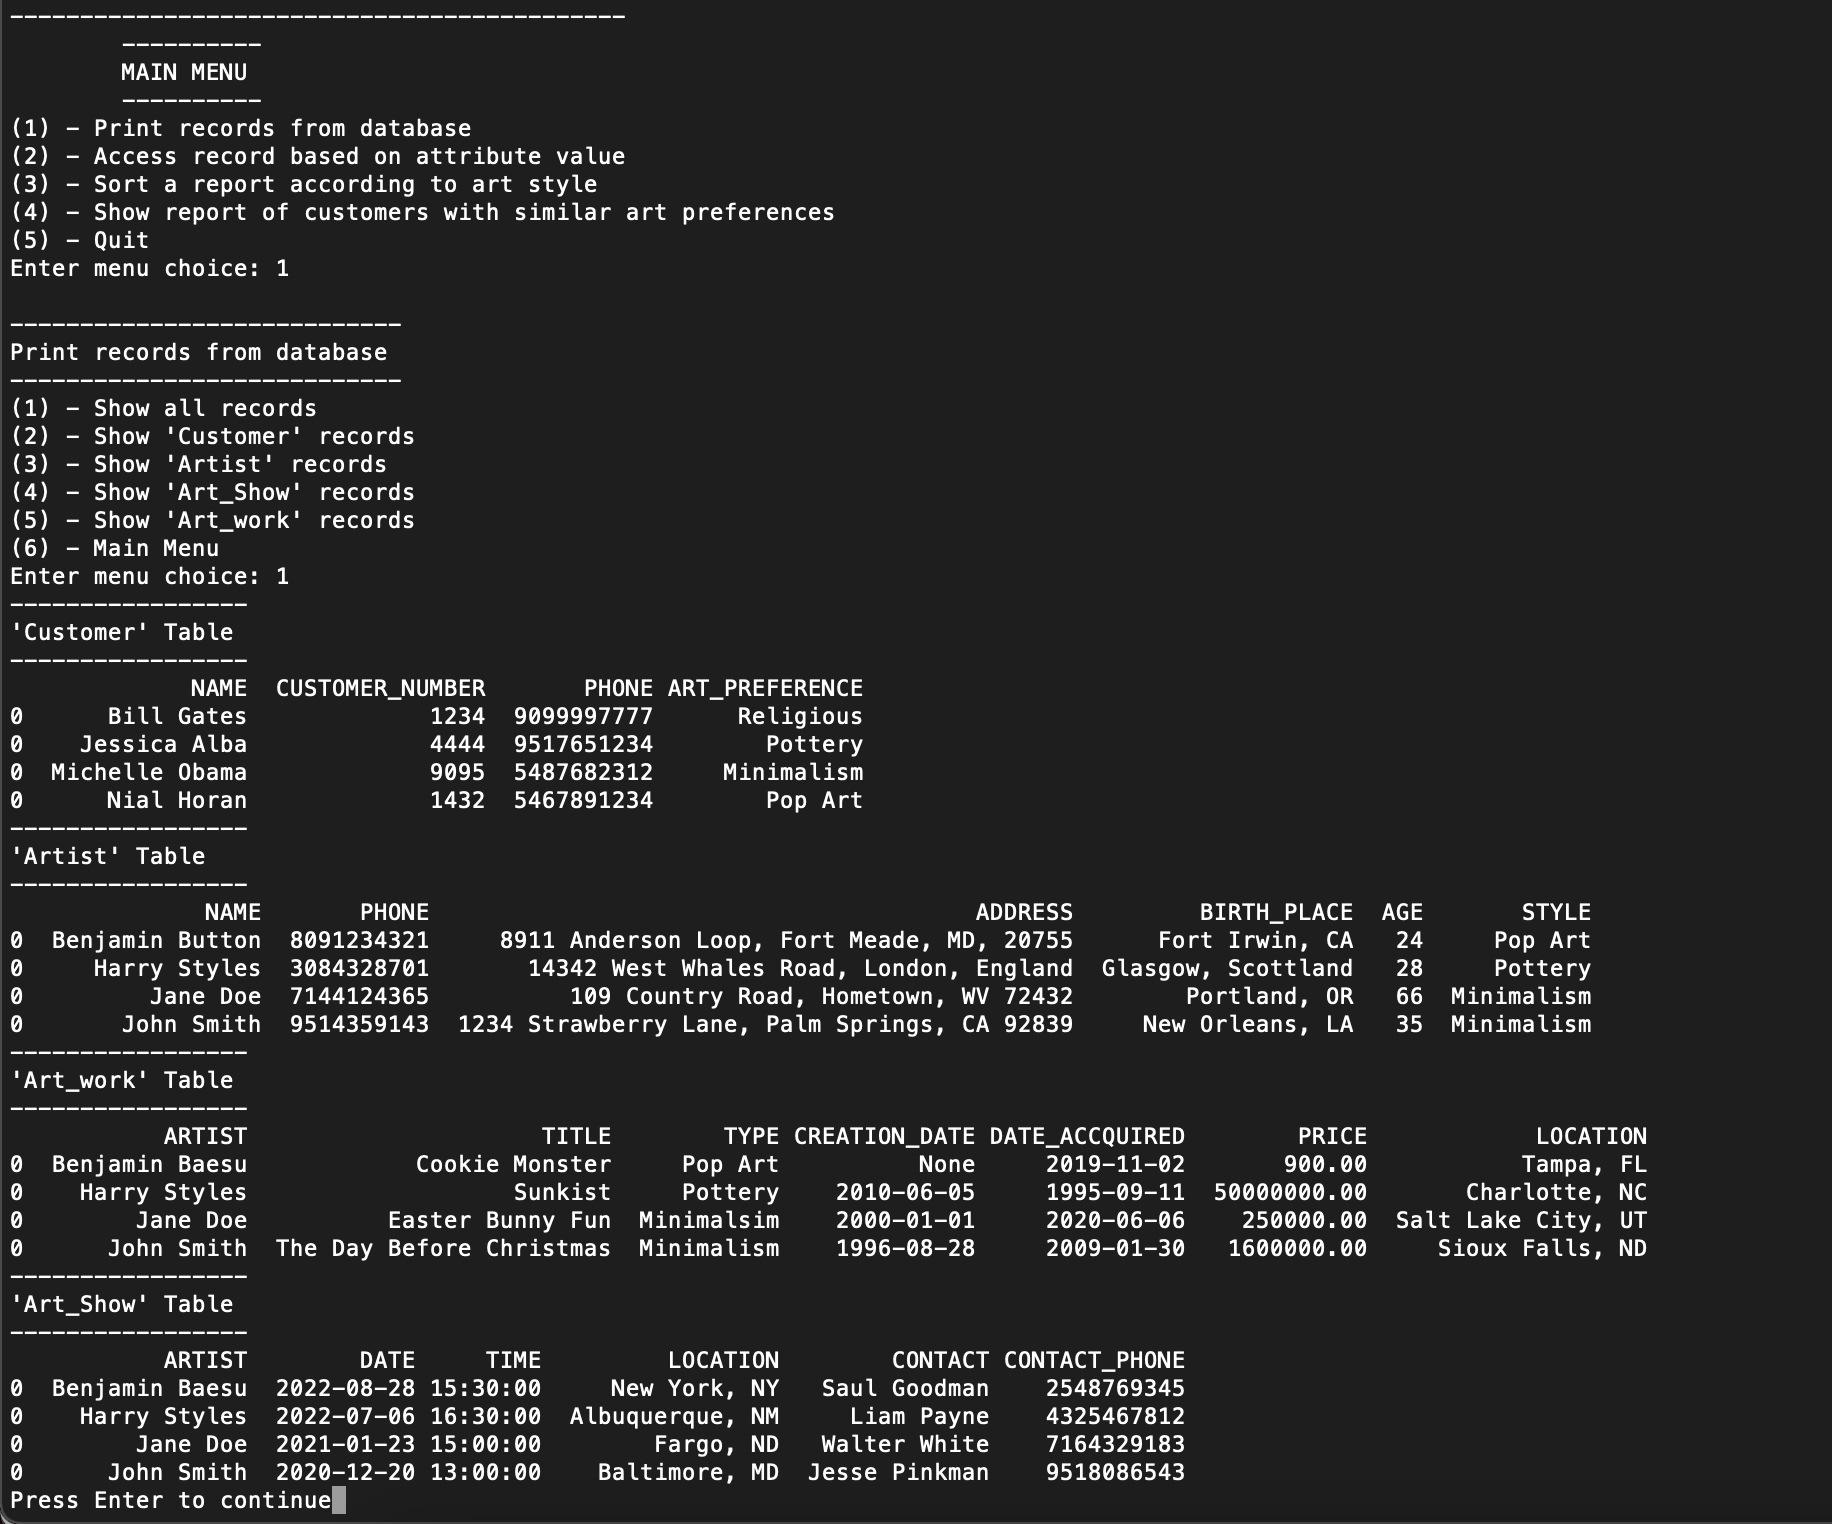 --------------------------------------------
        ----------
        MAIN MENU
        ----------
(1) - Print records from database
(2) - Access record based on attribute value
(3) - Sort a report according to art style
(4) - Show report of customers with similar art preferences
(5) - Quit
Enter menu choice: 1

----------------------------
Print records from database
----------------------------
(1) - Show all records
(2) - Show 'Customer' records
(3) - Show 'Artist' records
(4) - Show 'Art_Show' records
(5) - Show 'Art_work' records
(6) - Main Menu
Enter menu choice: 1
-----------------
'Customer' Table
-----------------
             NAME  CUSTOMER_NUMBER       PHONE ART_PREFERENCE
0      Bill Gates             1234  9099997777      Religious
0    Jessica Alba             4444  9517651234        Pottery
0  Michelle Obama             9095  5487682312     Minimalism
0      Nial Horan             1432  5467891234        Pop Art
-----------------
'Artist' Table
-----------------
              NAME       PHONE                                       ADDRESS         BIRTH_PLACE  AGE       STYLE
0  Benjamin Button  8091234321     8911 Anderson Loop, Fort Meade, MD, 20755      Fort Irwin, CA   24     Pop Art
0     Harry Styles  3084328701       14342 West Whales Road, London, England  Glasgow, Scottland   28     Pottery
0         Jane Doe  7144124365          109 Country Road, Hometown, WV 72432        Portland, OR   66  Minimalism
0       John Smith  9514359143  1234 Strawberry Lane, Palm Springs, CA 92839     New Orleans, LA   35  Minimalism
-----------------
'Art_work' Table
-----------------
           ARTIST                     TITLE        TYPE CREATION_DATE DATE_ACCQUIRED        PRICE            LOCATION
0  Benjamin Baesu            Cookie Monster     Pop Art          None     2019-11-02       900.00           Tampa, FL
0    Harry Styles                   Sunkist     Pottery    2010-06-05     1995-09-11  50000000.00       Charlotte, NC
0        Jane Doe          Easter Bunny Fun  Minimalsim    2000-01-01     2020-06-06    250000.00  Salt Lake City, UT
0      John Smith  The Day Before Christmas  Minimalism    1996-08-28     2009-01-30   1600000.00     Sioux Falls, ND
-----------------
'Art_Show' Table
-----------------
           ARTIST        DATE     TIME         LOCATION        CONTACT CONTACT_PHONE
0  Benjamin Baesu  2022-08-28 15:30:00     New York, NY   Saul Goodman    2548769345
0    Harry Styles  2022-07-06 16:30:00  Albuquerque, NM     Liam Payne    4325467812
0        Jane Doe  2021-01-23 15:00:00        Fargo, ND   Walter White    7164329183
0      John Smith  2020-12-20 13:00:00    Baltimore, MD  Jesse Pinkman    9518086543
Press Enter to continue